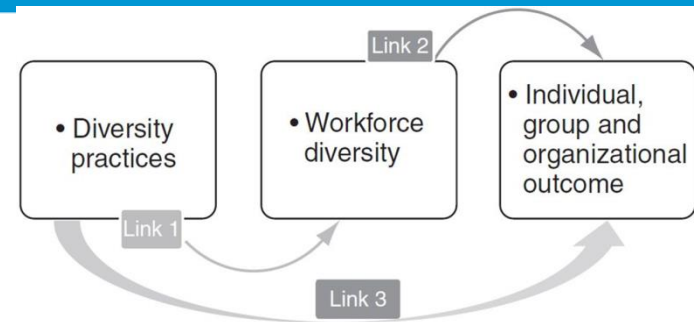 Link 2
• Diversity
practices
• Workforce
diversity
• Individual,
group and
organizational
outcome
Link 1
Link 3